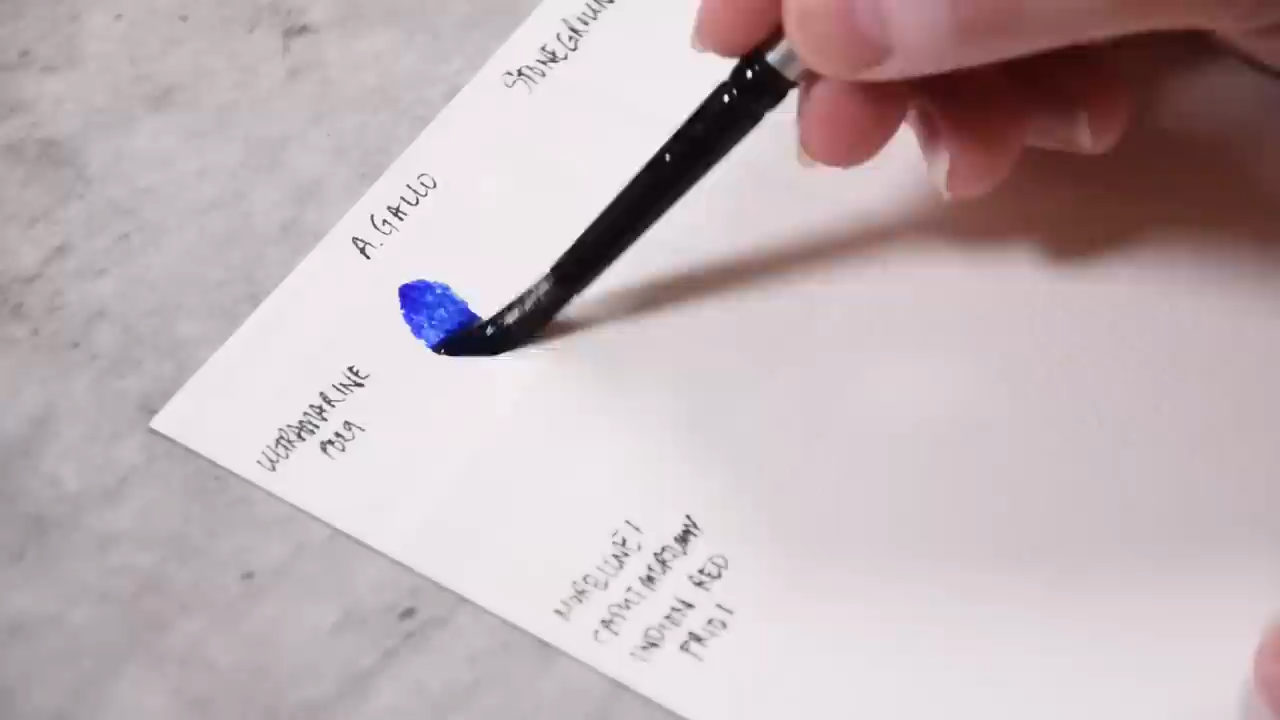 STONEGROUN
A. GALLO
ULTRAMARINE
PB29
CAPUT MORTUUM
INDIAN RED
PR101